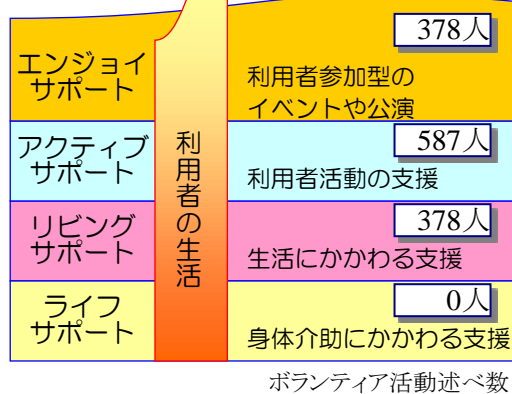 378人
エンジョイ
サポート
利用者参加型の
イベントや公演
587人
アクティブ
サポート
利用者活動の支援
利用者の生活
378人
リビング
サポート
生活にかかわる支援
0人
ライフ
サポート
身体介助にかかわる支援
ボランティア活動述べ数